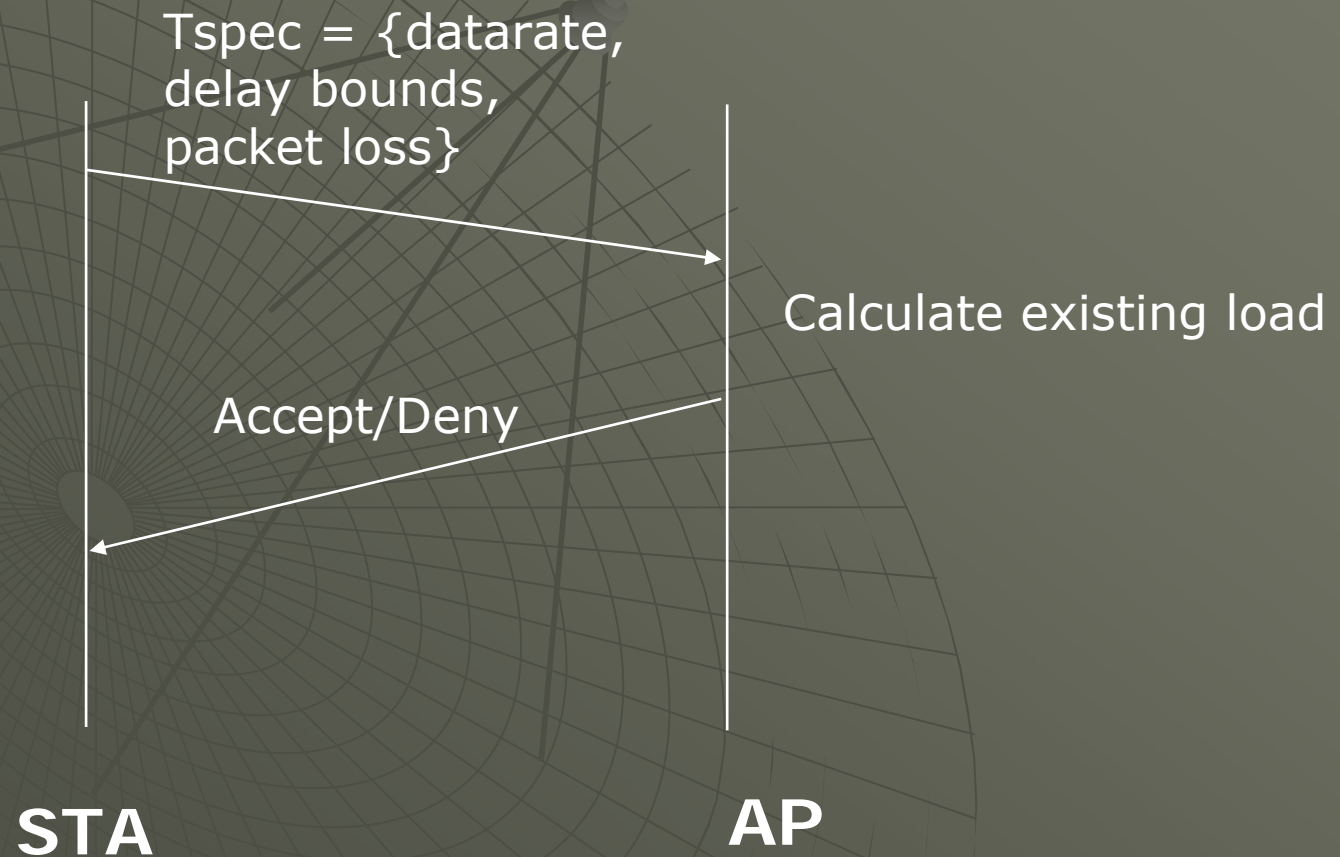 Tspec = {datarate,
delay bounds,
packet loss}
Calculate existing load
Accept/Deny
STA
AP